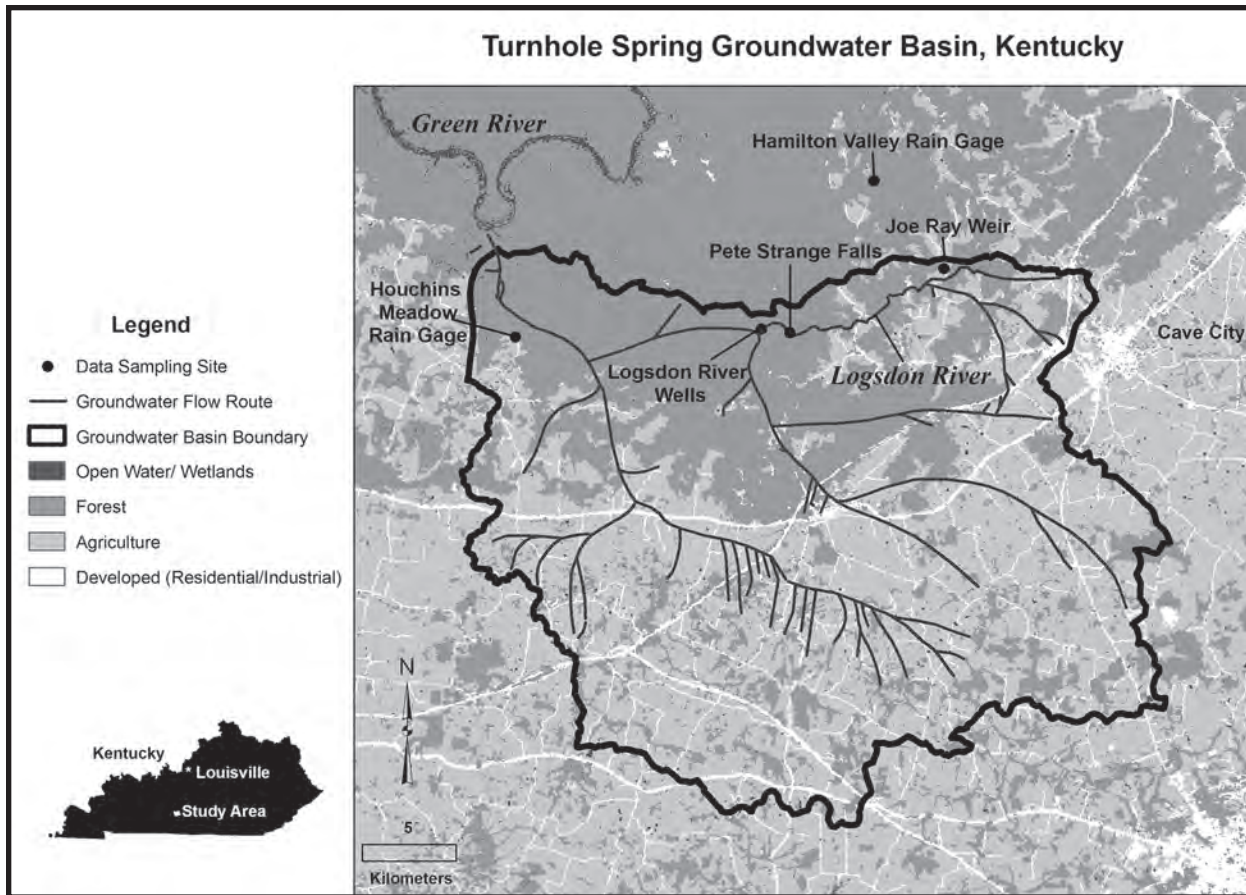 Turnhole Spring Groundwater Basin, Kentucky
Green River
Hamilton Valley Rain Gage
Joe Ray Weir
Pete Strange Falls
Houchins
Meadow
Rain Gage
Cave City
Logsdon River
Wells
Logsdon River
Legend
Data Sampling Site
Groundwater Flow Route
Groundwater Basin Boundary
Open Water/ Wetlands
Forest
Agriculture
Developed (Residential/Industrial)
N
Kentucky
Louisville
Study Area
5
Kilometers